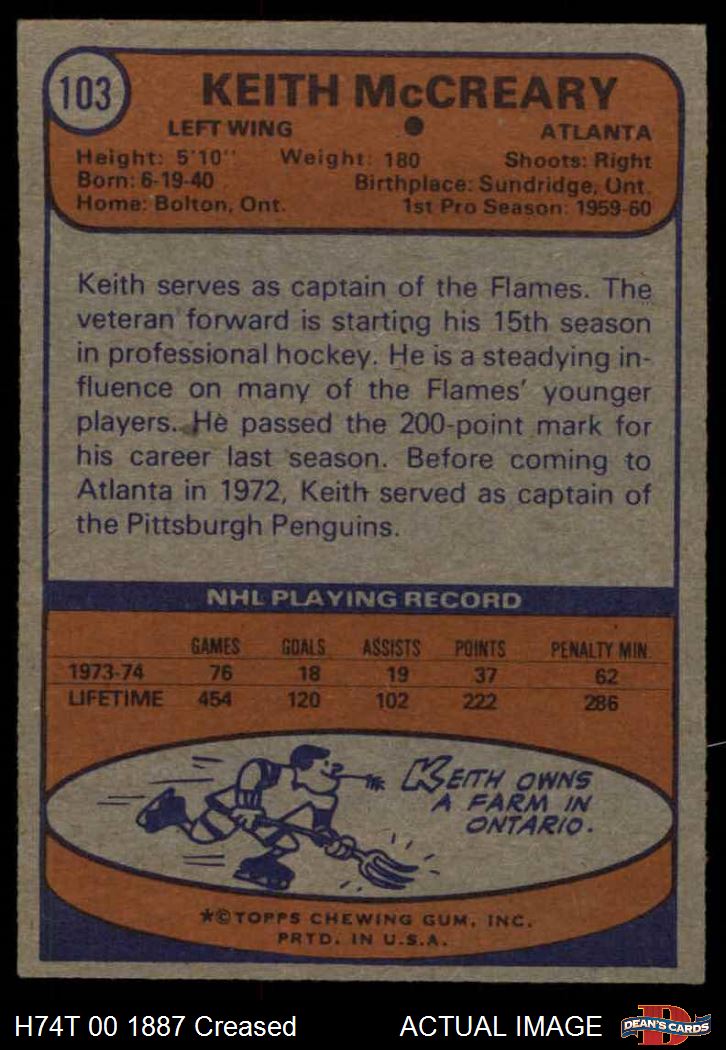 103
KEITH McCREARY
LEFT WING
ATLANTA
Height: 5'10" Weight: 180 Shoots: Right
Born: 6-19-40 Birthplace: Sundridge, Ont.
Home: Bolton, Ont. 1st Pro Season: 1959-60
Keith serves as captain of the Flames. The
veteran forward is starting his 15th season
in professional hockey. He is a steadying in-
fluence on many of the Flames' younger
players. He passed the 200-point mark for
his career last season. Before coming to
Atlanta in 1972, Keith served as captain of
the Pittsburgh Penguins.
NHL PLAYING RECORD
GAMES GOALS ASSISTS POINTS PENALTY MIN.
1973-74 76 18 19 37 62
LIFETIME 454 120 102 222 286
KEITH OWNS
A FARM IN
ONTARIO.
*©TOPPS CHEWING GUM, INC.
PRTD. IN U.S.A.
H74T 00 1887 Creased ACTUAL IMAGE
D
DEAN'S CARDS